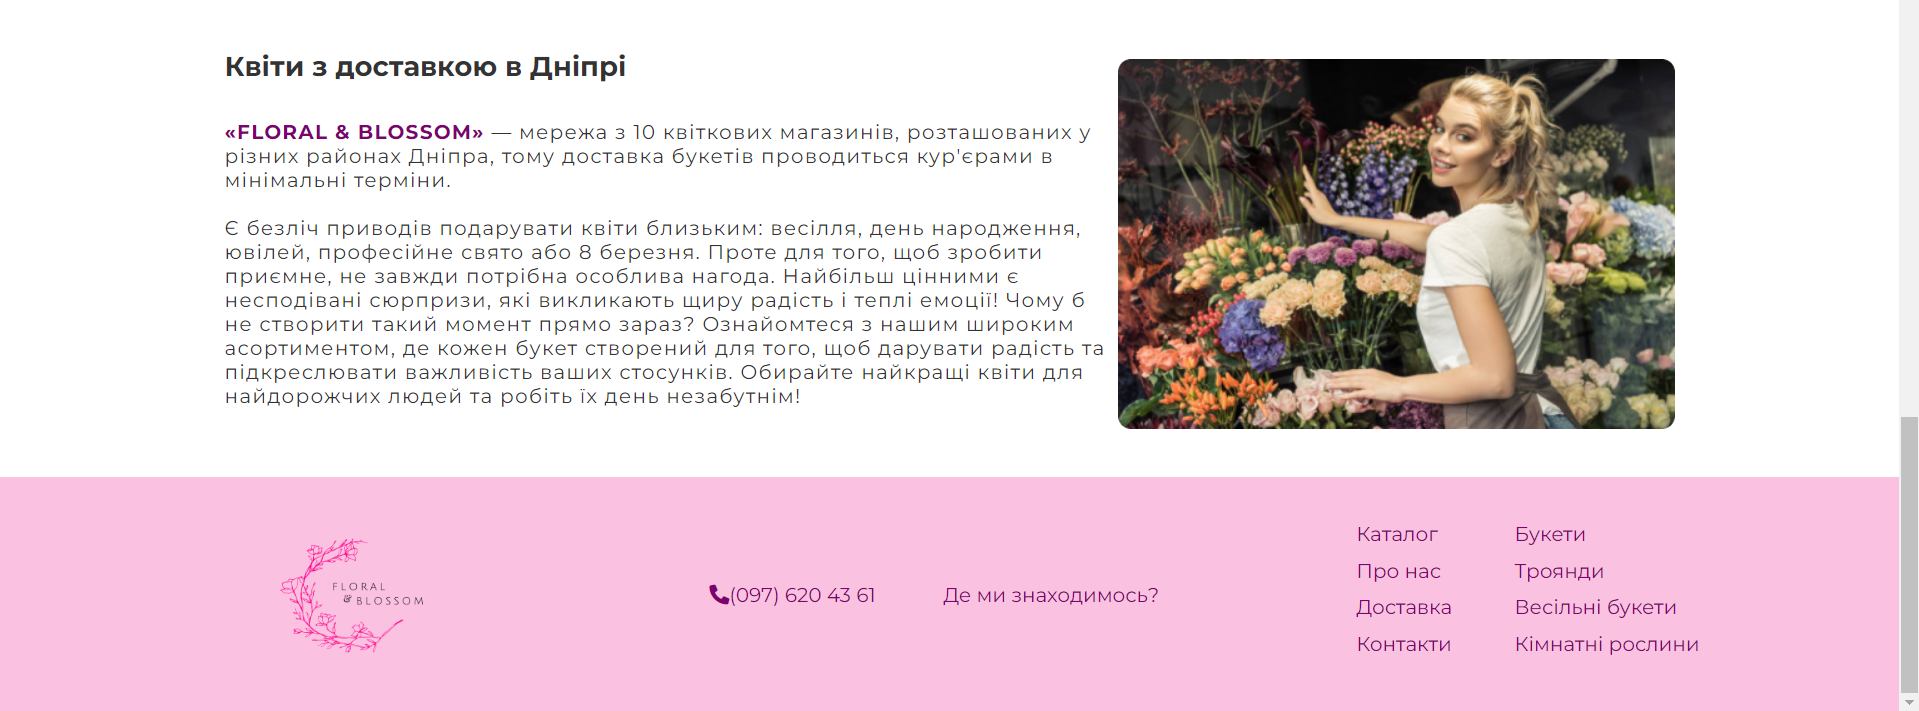 Квіти з доставкою в Дніпрі
«FLORAL & BLOSSOM» — мережа з 10 квіткових магазинів, розташованих у
різних районах Дніпра, тому доставка букетів проводиться кур'єрами в
мінімальні терміни.
Є безліч приводів подарувати квіти близьким: весілля, день народження,
ювілей, професійне свято або 8 березня. Проте для того, щоб зробити
приємне, не завжди потрібна особлива нагода. Найбільш цінними є
несподівані сюрпризи, які викликають щиру радість і теплі емоції! Чому б
не створити такий момент прямо зараз? Ознайомтеся з нашим широким
асортиментом, де кожен букет створений для того, щоб дарувати радість та
підкреслювати важливість ваших стосунків. Обирайте найкращі квіти для
найдорожчих людей та робіть їх день незабутнім!
FLORAL
& BLOSSOM
(097) 620 43 61
Де ми знаходимось?
Каталог
Про нас
Доставка
Контакти
Букети
Троянди
Весільні букети
Кімнатні рослини